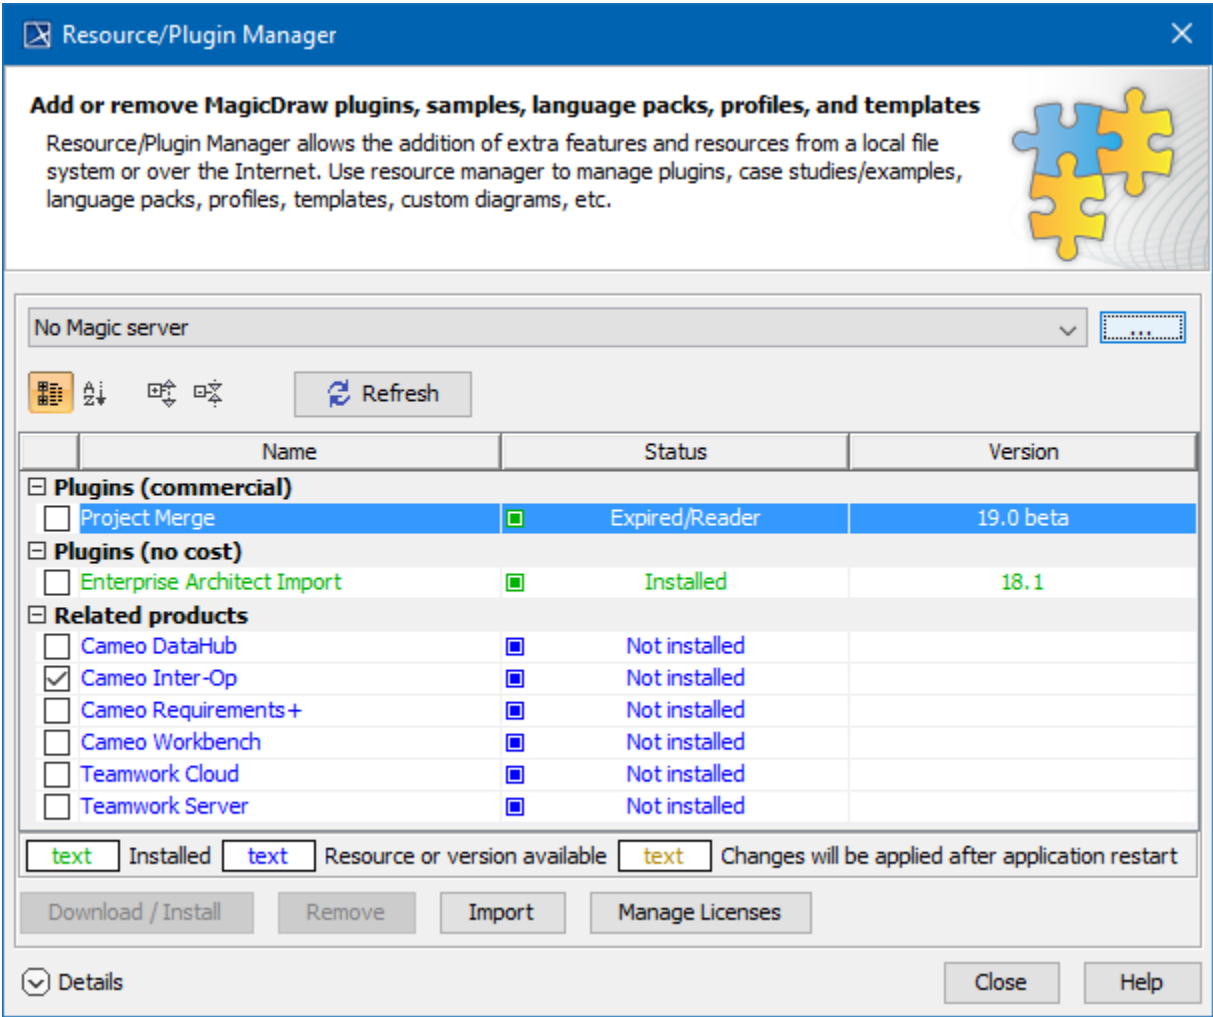 Resource/Plugin Manager
Add or remove MagicDraw plugins, samples, language packs, profiles, and templates
Resource/Plugin Manager allows the addition of extra features and resources from a local file
system or over the Internet. Use resource manager to manage plugins, case studies/examples,
language packs, profiles, templates, custom diagrams, etc.
No Magic server ...
Refresh
Name Status Version
Plugins (commercial)
Project Merge Expired/Reader 19.0 beta
Plugins (no cost)
Enterprise Architect Import Installed 18.1
Related products
Cameo DataHub Not installed
Cameo Inter-Op Not installed
Cameo Requirements+ Not installed
Cameo Workbench Not installed
Teamwork Cloud Not installed
Teamwork Server Not installed
text Installed text Resource or version available text Changes will be applied after application restart
Download / Install Remove Import Manage Licenses
Details Close Help